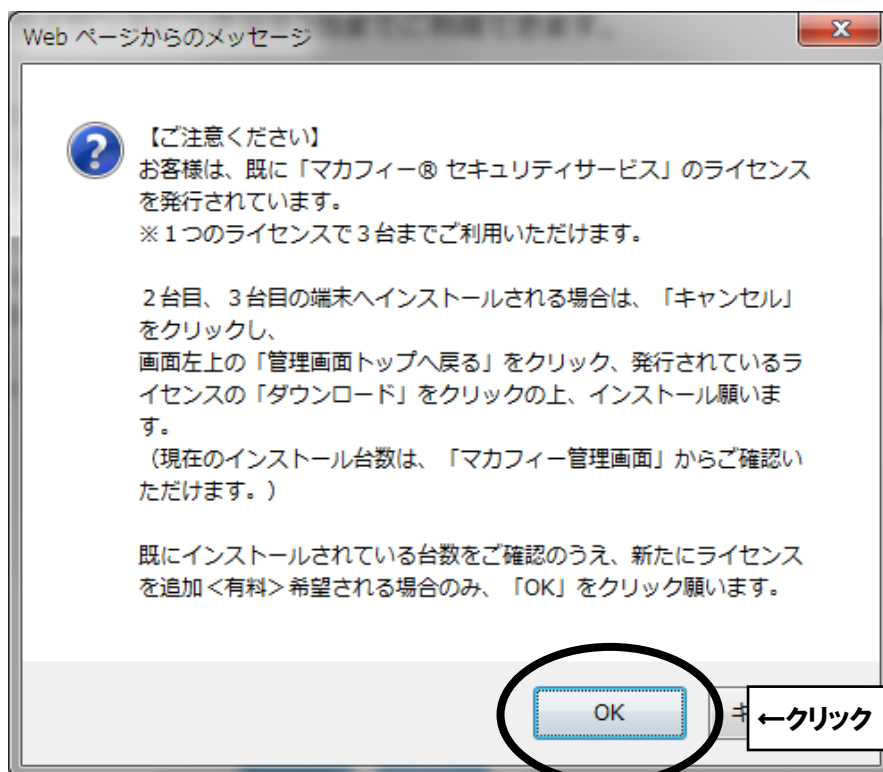 Web ページからのメッセージ
【ご注意ください】
お客様は、既に「マカフィー® セキュリティサービス」のライセンス
を発行されています。
※１つのライセンスで３台までご利用いただけます。
２台目、３台目の端末へインストールされる場合は、「キャンセル」
をクリックし、
画面左上の「管理画面トップへ戻る」をクリック、発行されているラ
イセンスの「ダウンロード」をクリックの上、インストール願いま
す。
（現在のインストール台数は、「マカフィー管理画面」からご確認い
ただけます。）
既にインストールされている台数をご確認のうえ、新たにライセンス
を追加＜有料＞希望される場合のみ、「OK」をクリック願います。
OK
←クリック